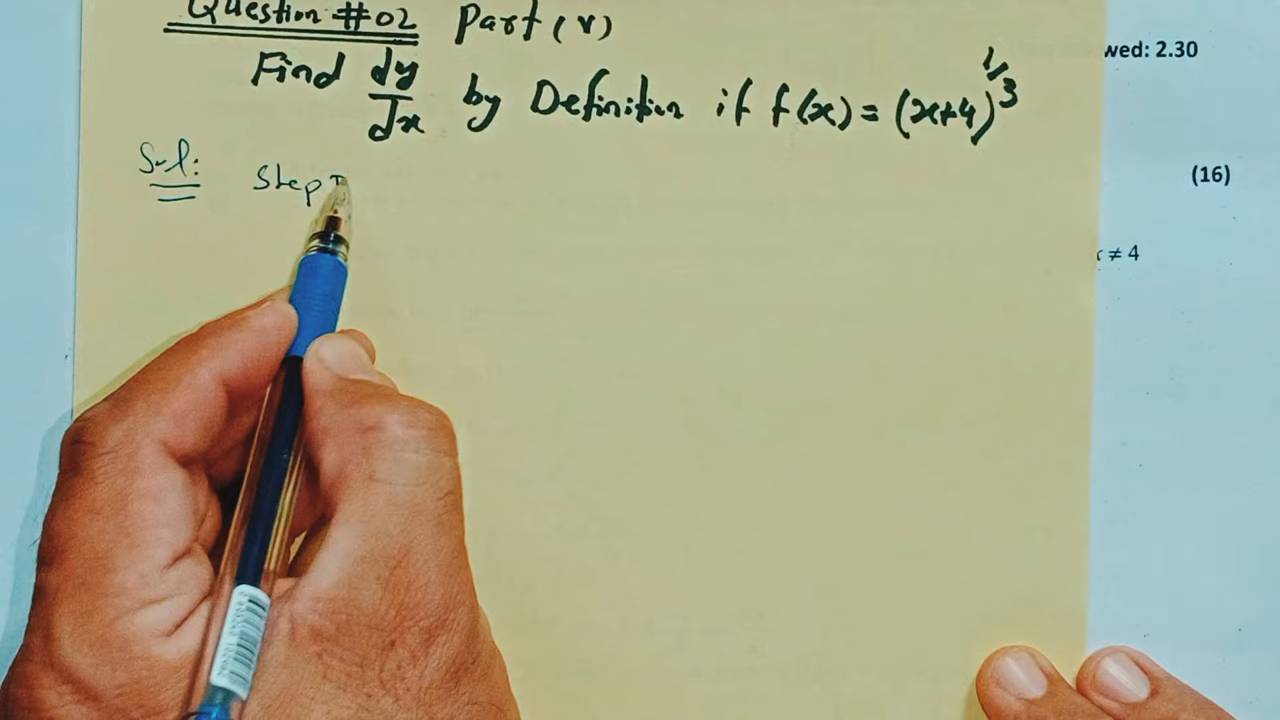 Question #02 Part (v)
Find dy/dx by Definition if f(x) = (x+4)^1/3
Sol: Step I
wed: 2.30
(16)
≠ 4